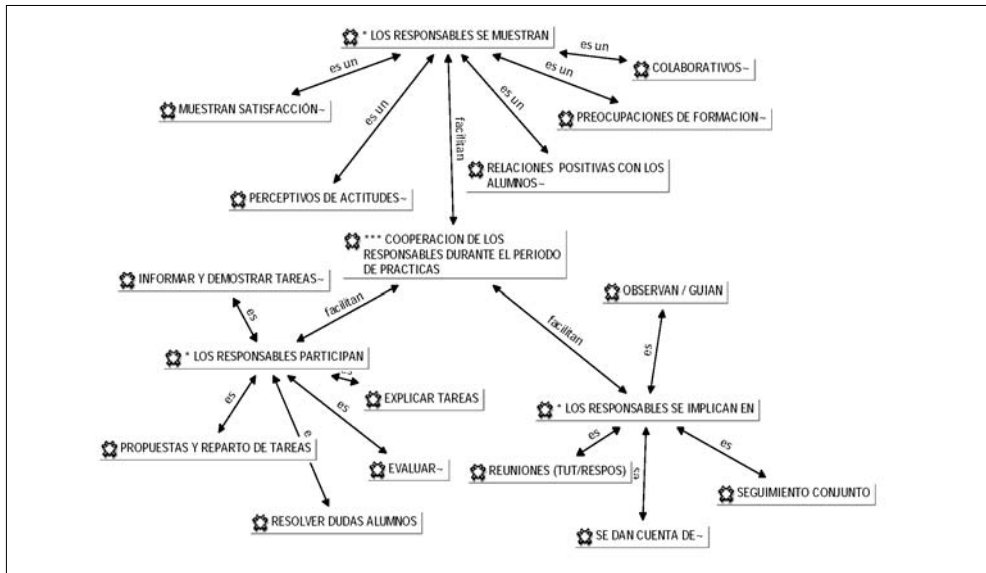 * LOS RESPONSABLES SE MUESTRAN
es un
COLABORATIVOS~
es un
es un
MUESTRAN SATISFACCIÓN~
es un
PREOCUPACIONES DE FORMACION~
facilitan
es un
RELACIONES POSITIVAS CON LOS
ALUMNOS~
PERCEPTIVOS DE ACTITUDES~
*** COOPERACION DE LOS
RESPONSABLES DURANTE EL PERIODO
DE PRACTICAS
INFORMAR Y DEMOSTRAR TAREAS~
OBSERVAN / GUIAN
es
facilitan
facilitan
* LOS RESPONSABLES PARTICIPAN
es
es
EXPLICAR TAREAS
* LOS RESPONSABLES SE IMPLICAN EN
es
es
PROPUESTAS Y REPARTO DE TAREAS
es
es
EVALUAR~
REUNIONES (TUT/RESPOS)
es
SEGUIMIENTO CONJUNTO
RESOLVER DUDAS ALUMNOS
SE DAN CUENTA DE~